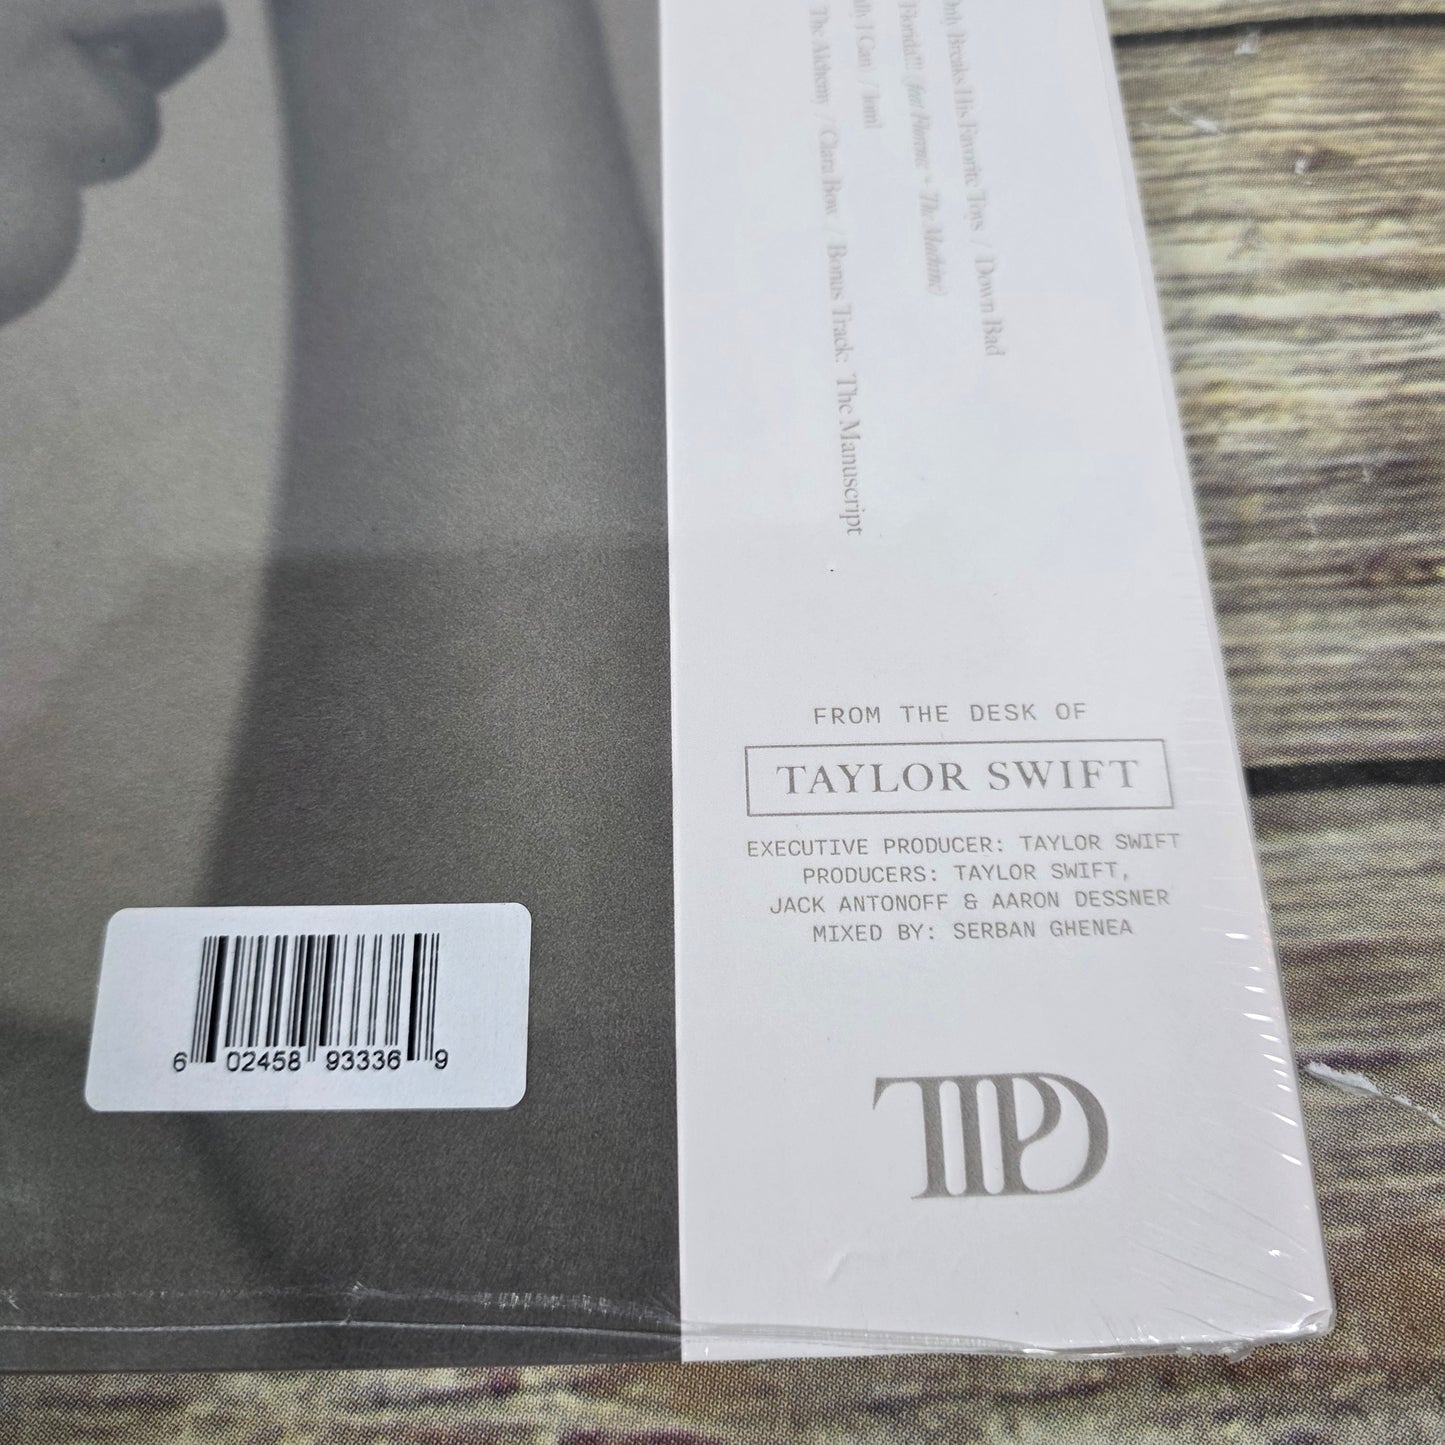 Only Breaks His Favorite Toys / Down Bad
Florida!!! (feat Florence + The Machine)
I Can) / loml
The Alchemy / Clara Bow / Bonus Track: The Manuscript
FROM THE DESK OF
TAYLOR SWIFT
EXECUTIVE PRODUCER: TAYLOR SWIFT
PRODUCERS: TAYLOR SWIFT,
JACK ANTONOFF & AARON DESSNER
MIXED BY: SERBAN GHENEA
6 02458 93336 9
TTPD